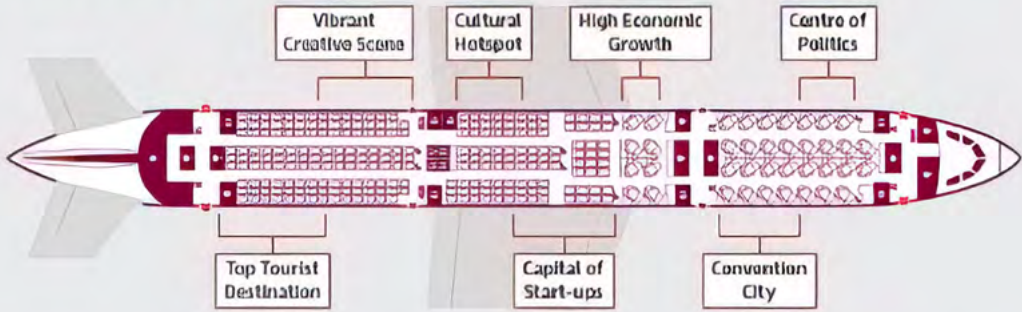 Vibrant
Creative Scene
Cultural
Hotspot
High Economic
Growth
Centre of
Politics
Top Tourist
Destination
Capital of
Start-ups
Convention
City